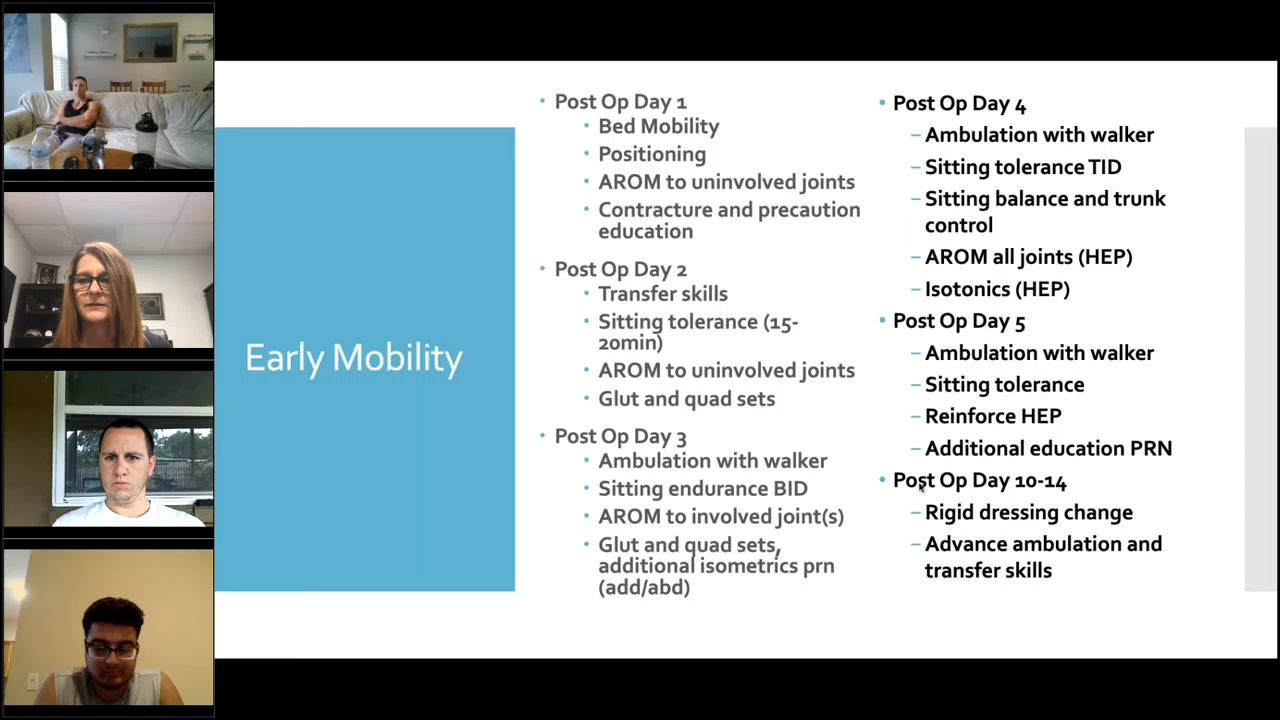 Early Mobility
• Post Op Day 1
• Bed Mobility
• Positioning
• AROM to uninvolved joints
• Contracture and precaution
education
• Post Op Day 2
• Transfer skills
• Sitting tolerance (15-
20min)
• AROM to uninvolved joints
• Glut and quad sets
• Post Op Day 3
• Ambulation with walker
• Sitting endurance BID
• AROM to involved joint(s)
• Glut and quad sets,
additional isometrics prn
(add/abd)
• Post Op Day 4
– Ambulation with walker
– Sitting tolerance TID
– Sitting balance and trunk
control
– AROM all joints (HEP)
– Isotonics (HEP)
• Post Op Day 5
– Ambulation with walker
– Sitting tolerance
– Reinforce HEP
– Additional education PRN
• Post Op Day 10-14
– Rigid dressing change
– Advance ambulation and
transfer skills